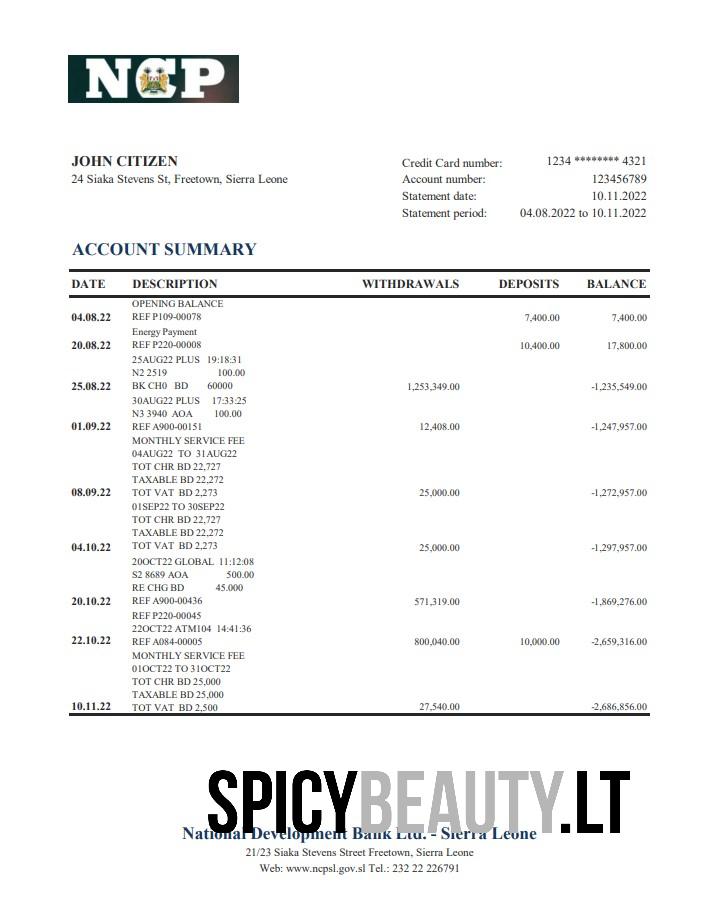 NCP
JOHN CITIZEN
24 Siaka Stevens St, Freetown, Sierra Leone
Credit Card number: 1234 ******** 4321
Account number: 123456789
Statement date: 10.11.2022
Statement period: 04.08.2022 to 10.11.2022
ACCOUNT SUMMARY
DATE DESCRIPTION WITHDRAWALS DEPOSITS BALANCE
OPENING BALANCE
04.08.22 REF P109-00078 7,400.00 7,400.00
Energy Payment
20.08.22 REF P220-00008 10,400.00 17,800.00
25AUG22 PLUS 19:18:31
N2 2519 100.00
25.08.22 BK CH0 BD 60000 1,253,349.00 -1,235,549.00
30AUG22 PLUS 17:33:25
N3 3940 AOA 100.00
01.09.22 REF A900-00151 12,408.00 -1,247,957.00
MONTHLY SERVICE FEE
04AUG22 TO 31AUG22
TOT CHR BD 22,727
TAXABLE BD 22,272
08.09.22 TOT VAT BD 2,273 25,000.00 -1,272,957.00
01SEP22 TO 30SEP22
TOT CHR BD 22,727
TAXABLE BD 22,272
04.10.22 TOT VAT BD 2,273 25,000.00 -1,297,957.00
20OCT22 GLOBAL 11:12:08
S2 8689 AOA 500.00
RE CHG BD 45.000
20.10.22 REF A900-00436 571,319.00 -1,869,276.00
REF P220-00045
22OCT22 ATM104 14:41:36
22.10.22 REF A084-00005 800,040.00 10,000.00 -2,659,316.00
MONTHLY SERVICE FEE
01OCT22 TO 31OCT22
TOT CHR BD 25,000
TAXABLE BD 25,000
10.11.22 TOT VAT BD 2,500 27,540.00 -2,686,856.00
SPICYBEAUTY.LT
National Development Bank Ltd. - Sierra Leone
21/23 Siaka Stevens Street Freetown, Sierra Leone
Web: www.ncpsl.gov.sl Tel.: 232 22 226791